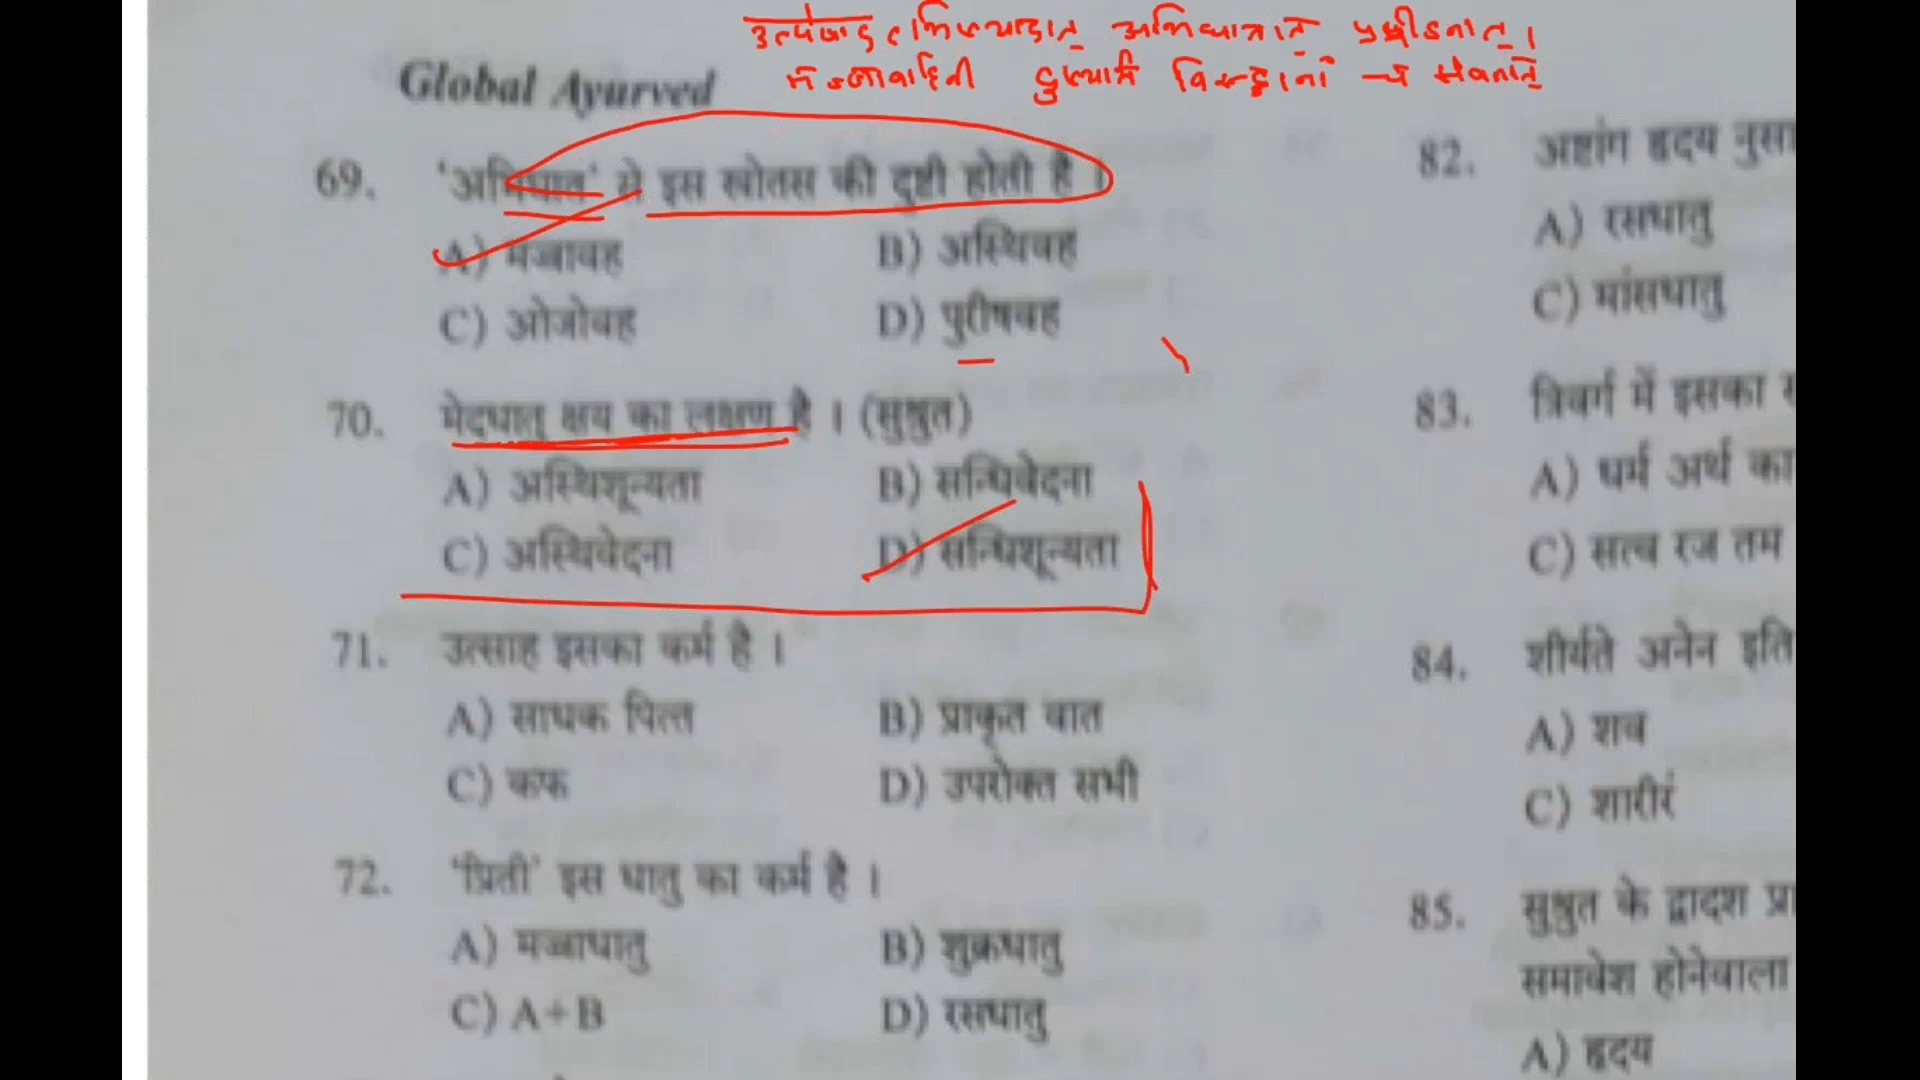 प्रपीडनात् ।
मज्जावाहिनी दुष्यन्ति विरुद्धानां च सेवनात्
Global Ayurved
69. 'अभिघात' से इस स्रोतस की दुष्टी होती है ।
A) मज्जावह B) अस्थिवह
C) ओजोवह D) पुरीषवह
70. मेदधातु क्षय का लक्षण है । (सुश्रुत)
A) अस्थिशून्यता B) सन्धिवेदना
C) अस्थिवेदना D) सन्धिशून्यता
71. उत्साह इसका कर्म है ।
A) साधक पित्त B) प्राकृत वात
C) कफ D) उपरोक्त सभी
72. 'प्रिती' इस धातु का कर्म है ।
A) मज्जाधातु B) शुक्रधातु
C) A+B D) रसधातु
82. अष्टांग हृदय नुसा
A) रसधातु
C) मांसधातु
83. त्रिवर्ग में इसका
A) धर्म अर्थ का
C) सत्व रज तम
84. शीर्यते अनेन इति
A) शव
C) शारीरं
85. सुश्रुत के द्वादश प्रा
समावेश होनेवाला
A) हृदय